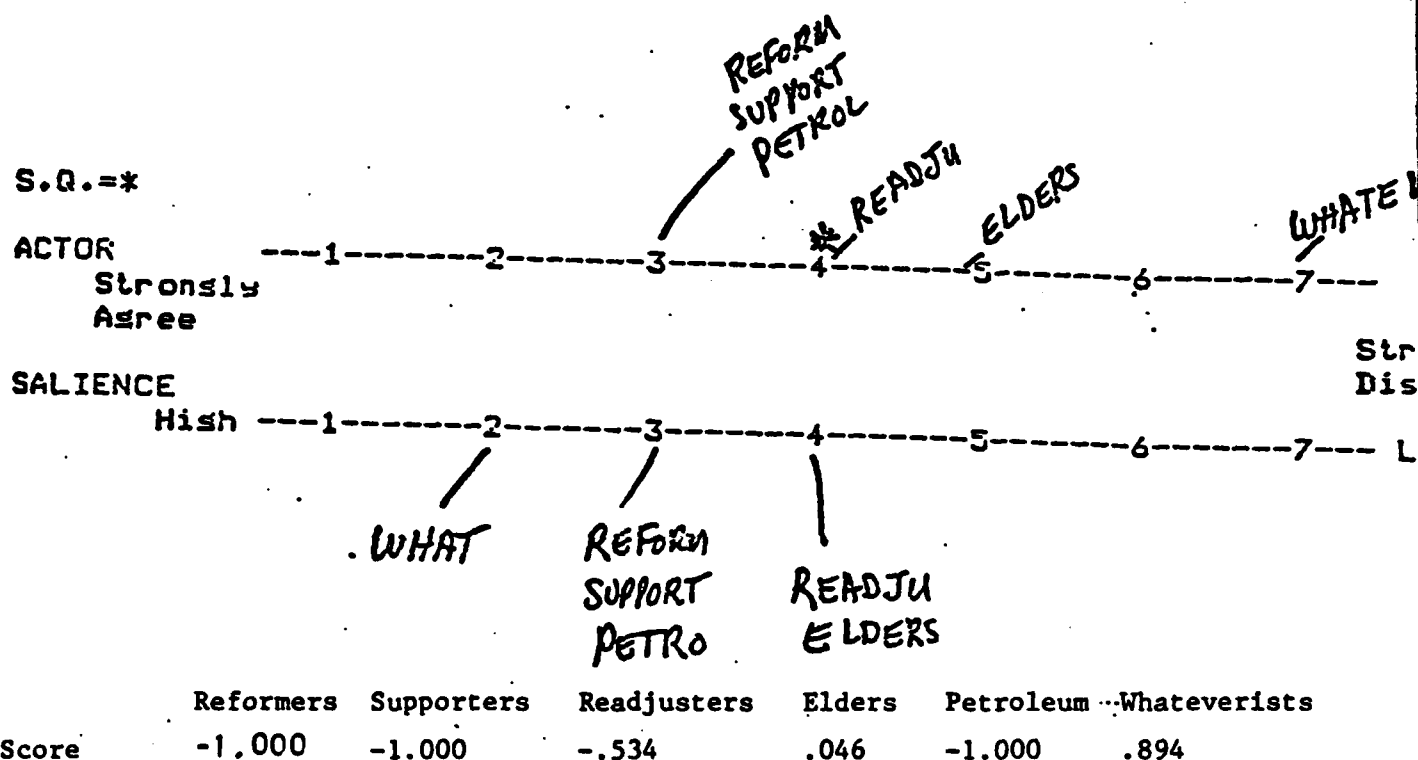 REFORM
SUPPORT
PETROL
S.Q.=*
* READJU
ELDERS
WHATEV
ACTOR ---1--------2--------3--------4--------5--------6--------7---
Strongly
Agree
Str
Dis
SALIENCE
High ---1--------2--------3--------4--------5--------6--------7--- L
WHAT
REFORM
SUPPORT
PETRO
READJU
ELDERS
Reformers Supporters Readjusters Elders Petroleum Whateverists
Score -1.000 -1.000 -.534 .046 -1.000 .894